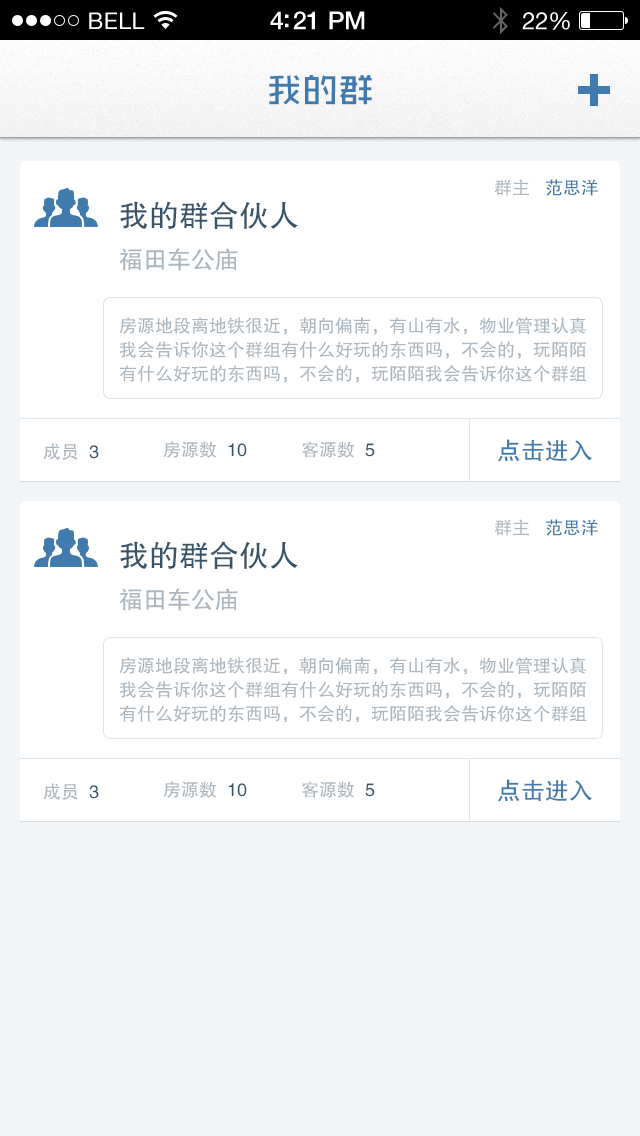 BELL 4:21 PM 22%
我的群
群主 范思洋
我的群合伙人
福田车公庙
房源地段离地铁很近，朝向偏南，有山有水，物业管理认真
我会告诉你这个群组有什么好玩的东西吗，不会的，玩陌陌
有什么好玩的东西吗，不会的，玩陌陌我会告诉你这个群组
成员 3 房源数 10 客源数 5 点击进入
群主 范思洋
我的群合伙人
福田车公庙
房源地段离地铁很近，朝向偏南，有山有水，物业管理认真
我会告诉你这个群组有什么好玩的东西吗，不会的，玩陌陌
有什么好玩的东西吗，不会的，玩陌陌我会告诉你这个群组
成员 3 房源数 10 客源数 5 点击进入